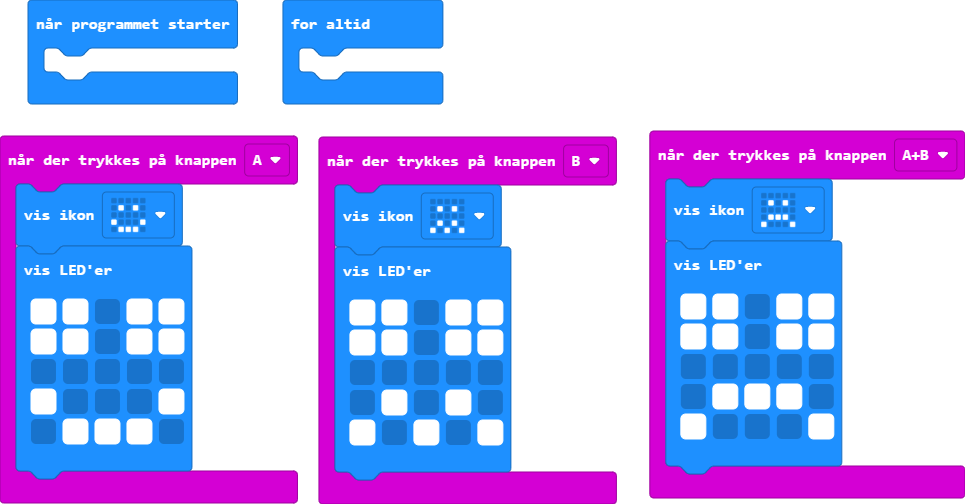 når programmet starter
for altid
når der trykkes på knappen A
vis ikon
vis LED'er
når der trykkes på knappen B
vis ikon
vis LED'er
når der trykkes på knappen A+B
vis ikon
vis LED'er